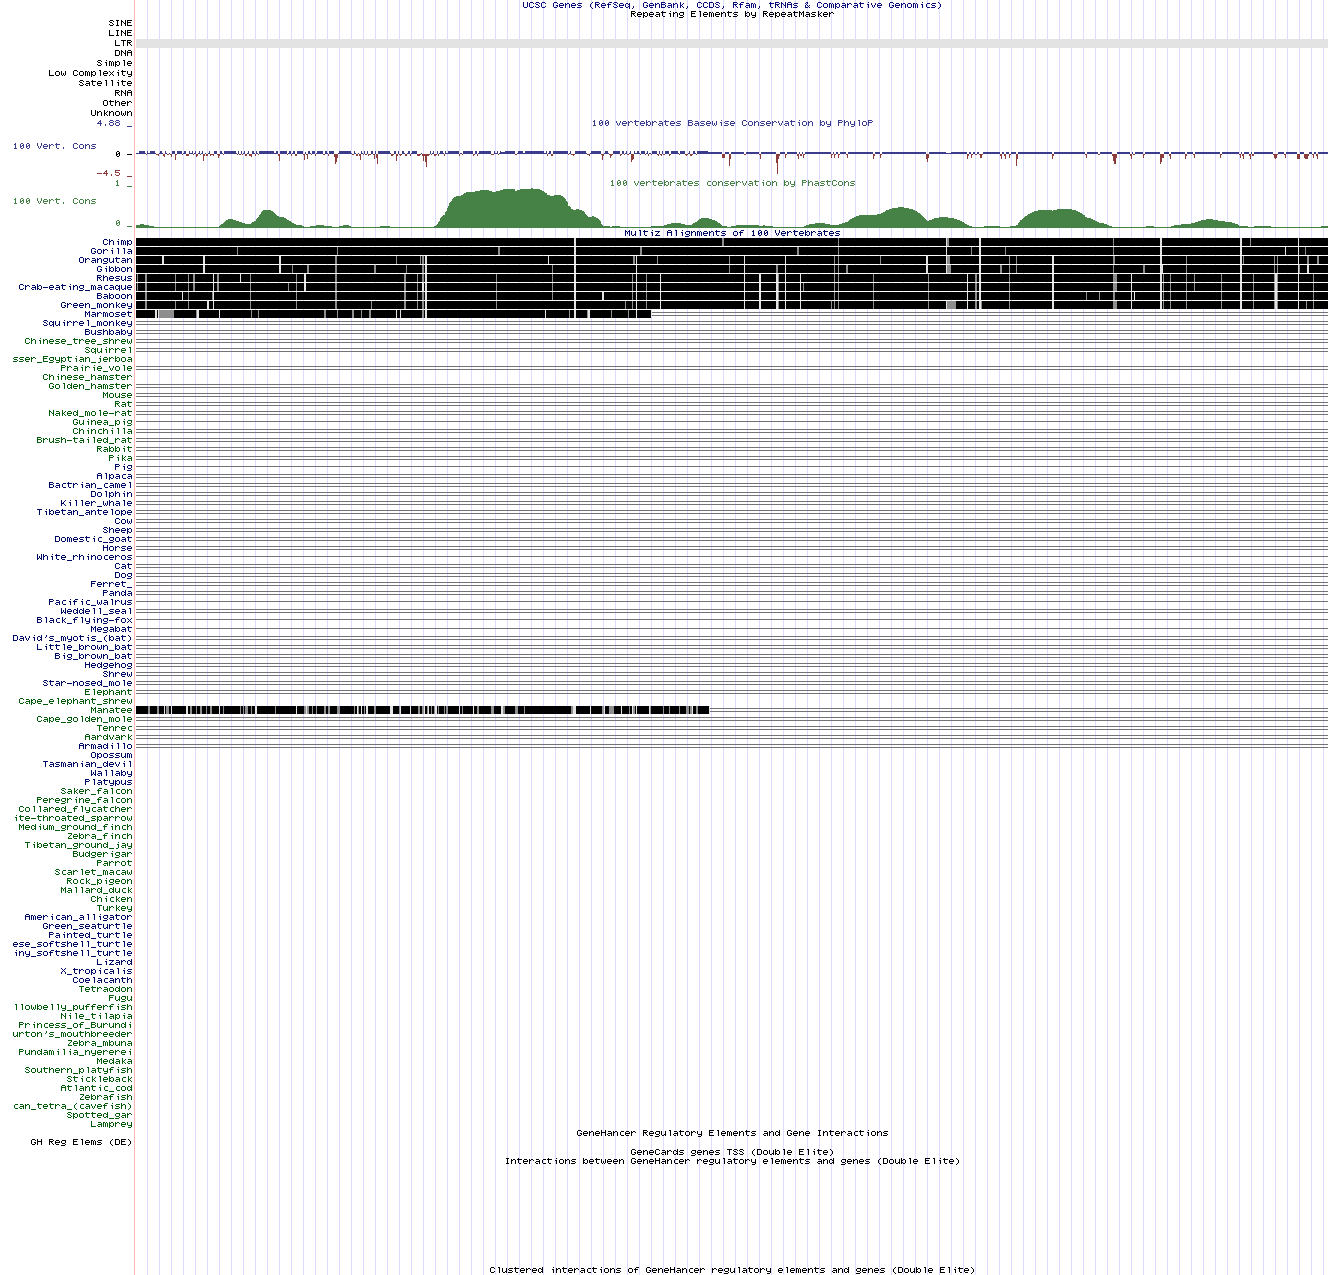 UCSC Genes (RefSeq, GenBank, CCDS, Rfam, tRNAs & Comparative Genomics)
Repeating Elements by RepeatMasker
SINE
LINE
LTR
DNA
Simple
Low Complexity
Satellite
RNA
Other
Unknown
4.88 _
100 vertebrates Basewise Conservation by PhyloP
100 Vert. Cons
0 _
-4.5 _
1 _
100 vertebrates conservation by PhastCons
100 Vert. Cons
0 _
Multiz Alignments of 100 Vertebrates
Chimp
Gorilla
Orangutan
Gibbon
Rhesus
Crab-eating_macaque
Baboon
Green_monkey
Marmoset
Squirrel_monkey
Bushbaby
Chinese_tree_shrew
Squirrel
sser_Egyptian_jerboa
Prairie_vole
Chinese_hamster
Golden_hamster
Mouse
Rat
Naked_mole-rat
Guinea_pig
Chinchilla
Brush-tailed_rat
Rabbit
Pika
Pig
Alpaca
Bactrian_camel
Dolphin
Killer_whale
Tibetan_antelope
Cow
Sheep
Domestic_goat
Horse
White_rhinoceros
Cat
Dog
Ferret_
Panda
Pacific_walrus
Weddell_seal
Black_flying-fox
Megabat
David's_myotis_(bat)
Little_brown_bat
Big_brown_bat
Hedgehog
Shrew
Star-nosed_mole
Elephant
Cape_elephant_shrew
Manatee
Cape_golden_mole
Tenrec
Aardvark
Armadillo
Opossum
Tasmanian_devil
Wallaby
Platypus
Saker_falcon
Peregrine_falcon
Collared_flycatcher
ite-throated_sparrow
Medium_ground_finch
Zebra_finch
Tibetan_ground_jay
Budgerigar
Parrot
Scarlet_macaw
Rock_pigeon
Mallard_duck
Chicken
Turkey
American_alligator
Green_seaturtle
Painted_turtle
ese_softshell_turtle
iny_softshell_turtle
Lizard
X_tropicalis
Coelacanth
Tetraodon
Fugu
llowbelly_pufferfish
Nile_tilapia
Princess_of_Burundi
urton's_mouthbreeder
Zebra_mbuna
Pundamilia_nyererei
Medaka
Southern_platyfish
Stickleback
Atlantic_cod
Zebrafish
can_tetra_(cavefish)
Spotted_gar
Lamprey
GeneHancer Regulatory Elements and Gene Interactions
GH Reg Elems (DE)
GeneCards genes TSS (Double Elite)
Interactions between GeneHancer regulatory elements and genes (Double Elite)
Clustered interactions of GeneHancer regulatory elements and genes (Double Elite)